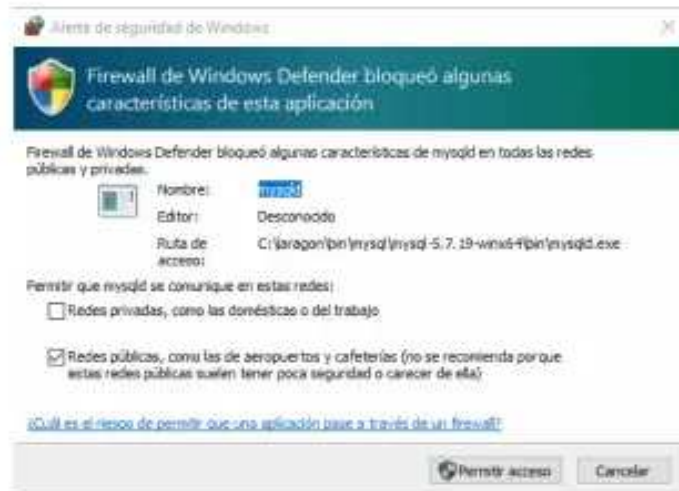 Alerta de seguridad de Windows
Firewall de Windows Defender bloqueó algunas
características de esta aplicación
Firewall de Windows Defender bloqueó algunas características de mysqld en todas las redes
públicas y privadas.
Nombre: mysqld
Editor: Desconocido
Ruta de acceso: C:\laragon\bin\mysql\mysql-5.7.19-winx64\bin\mysqld.exe
Permitir que mysqld se comunique en estas redes:
Redes privadas, como las domésticas o del trabajo
Redes públicas, como las de aeropuertos y cafeterías (no se recomienda porque
estas redes públicas suelen tener poca seguridad o carecer de ella)
¿Cuál es el riesgo de permitir que una aplicación pase a través de un firewall?
Permitir acceso Cancelar